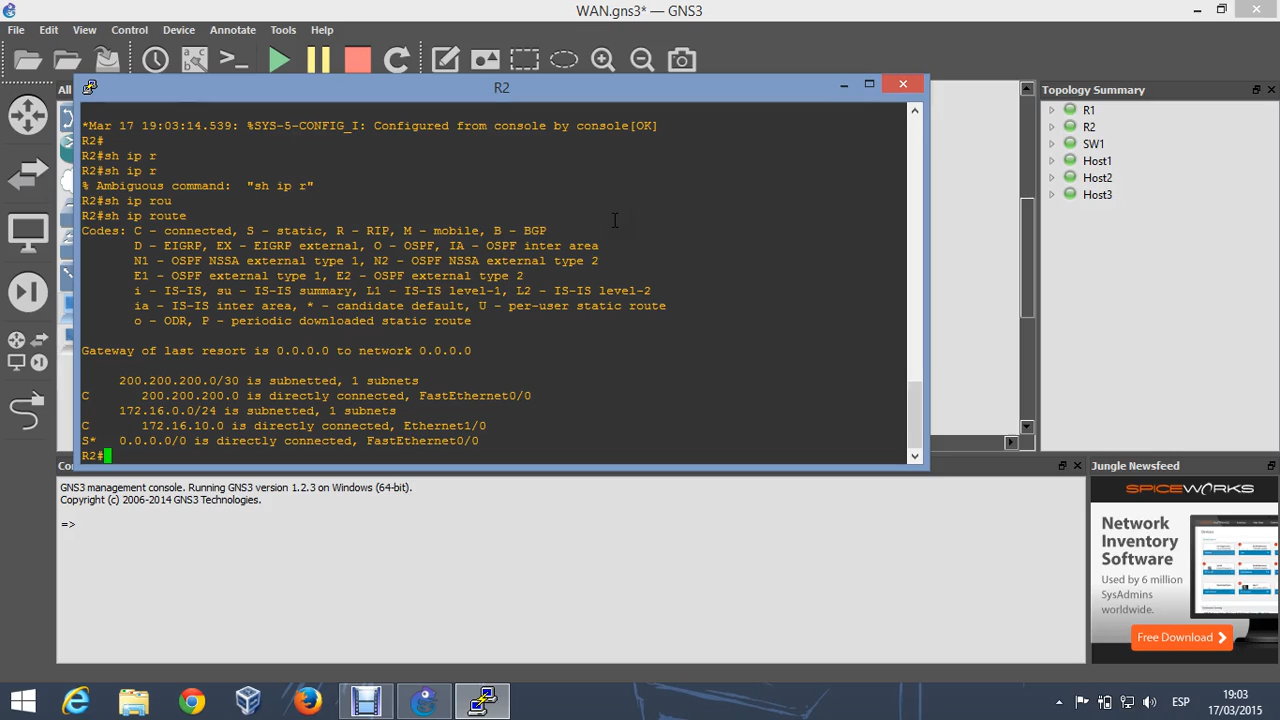 WAN.gns3* — GNS3
File Edit View Control Device Annotate Tools Help
R2
*Mar 17 19:03:14.539: %SYS-5-CONFIG_I: Configured from console by console[OK]
R2#
R2#sh ip r
R2#sh ip r
% Ambiguous command:  "sh ip r"
R2#sh ip rou
R2#sh ip route
Codes: C - connected, S - static, R - RIP, M - mobile, B - BGP
D - EIGRP, EX - EIGRP external, O - OSPF, IA - OSPF inter area
N1 - OSPF NSSA external type 1, N2 - OSPF NSSA external type 2
E1 - OSPF external type 1, E2 - OSPF external type 2
i - IS-IS, su - IS-IS summary, L1 - IS-IS level-1, L2 - IS-IS level-2
ia - IS-IS inter area, * - candidate default, U - per-user static route
o - ODR, P - periodic downloaded static route
Gateway of last resort is 0.0.0.0 to network 0.0.0.0
200.200.200.0/30 is subnetted, 1 subnets
C 200.200.200.0 is directly connected, FastEthernet0/0
172.16.0.0/24 is subnetted, 1 subnets
C 172.16.10.0 is directly connected, Ethernet1/0
S* 0.0.0.0/0 is directly connected, FastEthernet0/0
R2#
All
Topology Summary
R1
R2
SW1
Host1
Host2
Host3
Co
GNS3 management console. Running GNS3 version 1.2.3 on Windows (64-bit).
Copyright (c) 2006-2014 GNS3 Technologies.
=>
Jungle Newsfeed
SPICEWORKS
Network
Inventory
Software
Used by 6 million
SysAdmins
worldwide.
Free Download
ESP
19:03
17/03/2015